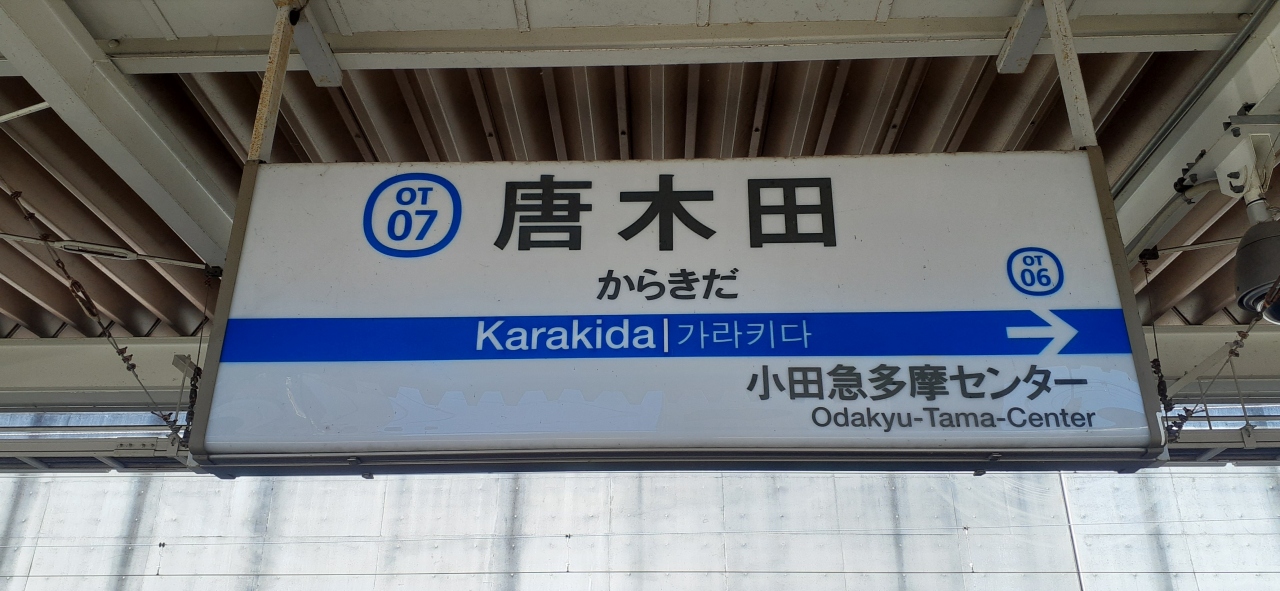 OT
07
唐木田
からきだ
OT
06
Karakida|가라키다
小田急多摩センター
Odakyu-Tama-Center